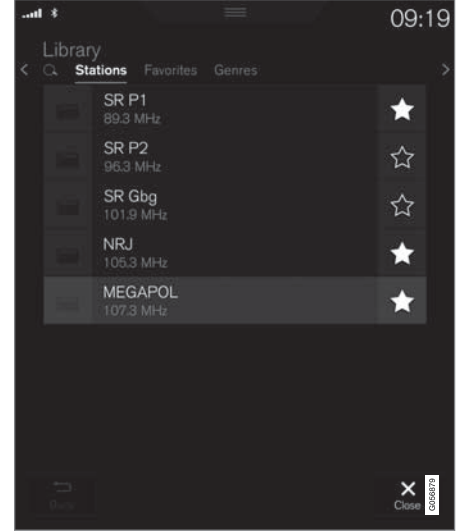 09:19
Library
Stations Favorites Genres
SR P1
89.3 MHz
SR P2
96.3 MHz
SR Gbg
101.9 MHz
NRJ
105.3 MHz
MEGAPOL
107.3 MHz
Close
G056879